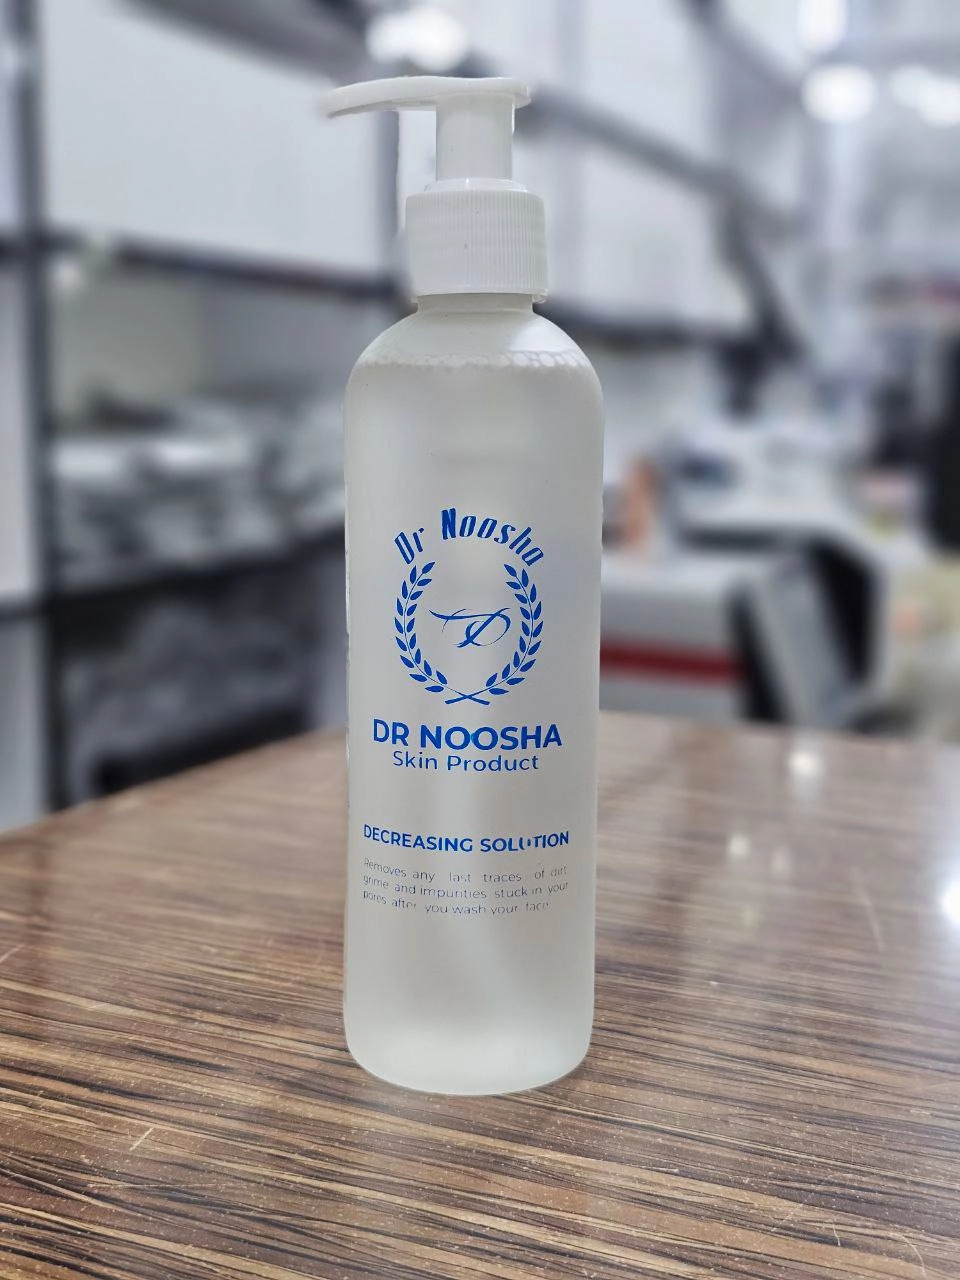 Dr Noosha
DR NOOSHA
Skin Product
DECREASING SOLUTION
Removes any last traces of dirt
grime and impurities stuck in your
pores after you wash your face